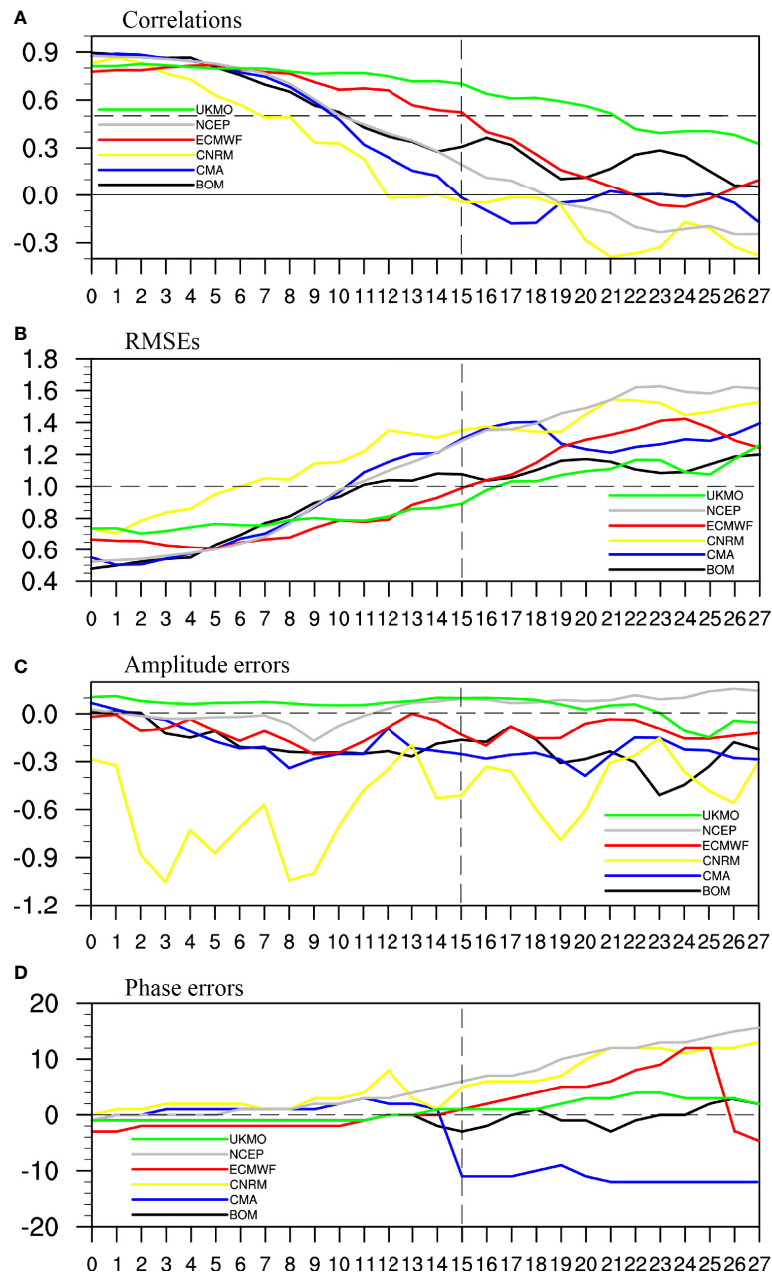 A Correlations
0.9
0.6
0.3
0.0
-0.3
UKMO
NCEP
ECMWF
CNRM
CMA
BOM
0 1 2 3 4 5 6 7 8 9 10 11 12 13 14 15 16 17 18 19 20 21 22 23 24 25 26 27
B RMSEs
1.8
1.6
1.4
1.2
1.0
0.8
0.6
0.4
UKMO
NCEP
ECMWF
CNRM
CMA
BOM
0 1 2 3 4 5 6 7 8 9 10 11 12 13 14 15 16 17 18 19 20 21 22 23 24 25 26 27
C Amplitude errors
0.0
-0.3
-0.6
-0.9
-1.2
UKMO
NCEP
ECMWF
CNRM
CMA
BOM
0 1 2 3 4 5 6 7 8 9 10 11 12 13 14 15 16 17 18 19 20 21 22 23 24 25 26 27
D Phase errors
20
10
0
-10
-20
UKMO
NCEP
ECMWF
CNRM
CMA
BOM
0 1 2 3 4 5 6 7 8 9 10 11 12 13 14 15 16 17 18 19 20 21 22 23 24 25 26 27